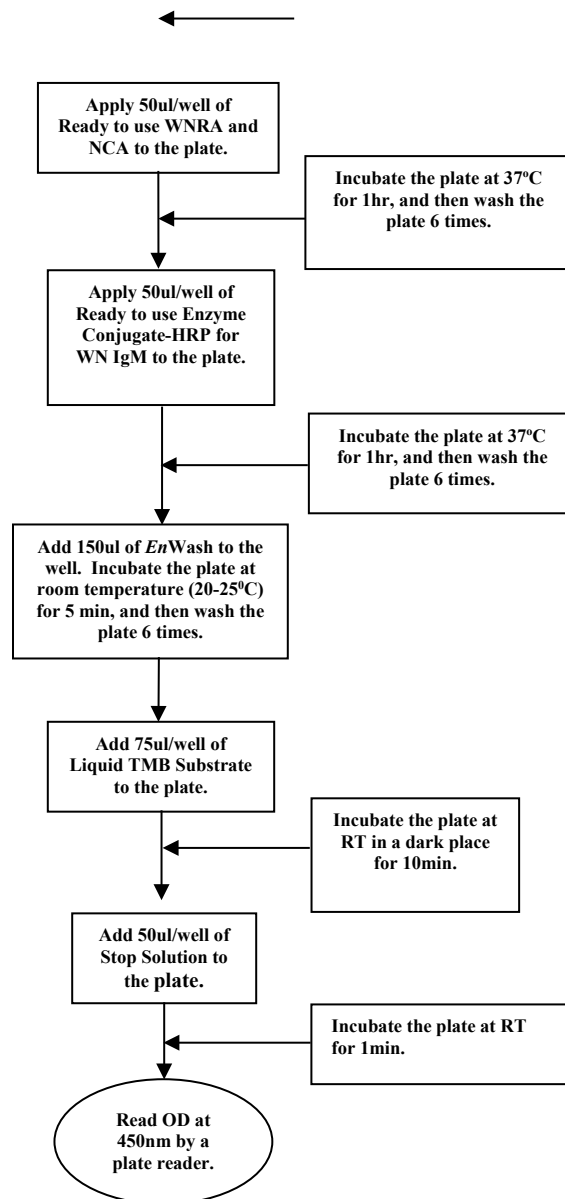 Apply 50ul/well of
Ready to use WNRA and
NCA to the plate.
Incubate the plate at 37ºC
for 1hr, and then wash the
plate 6 times.
Apply 50ul/well of
Ready to use Enzyme
Conjugate-HRP for
WN IgM to the plate.
Incubate the plate at 37ºC
for 1hr, and then wash the
plate 6 times.
Add 150ul of EnWash to the
well. Incubate the plate at
room temperature (20-25⁰C)
for 5 min, and then wash the
plate 6 times.
Add 75ul/well of
Liquid TMB Substrate
to the plate.
Incubate the plate at
RT in a dark place
for 10min.
Add 50ul/well of
Stop Solution to
the plate.
Incubate the plate at RT
for 1min.
Read OD at
450nm by a
plate reader.